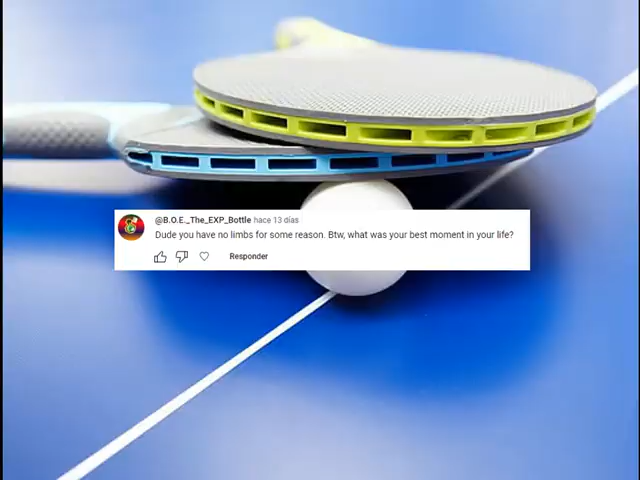 @B.O.E._The_EXP_Bottle hace 13 días
Dude you have no limbs for some reason. Btw, what was your best moment in your life?
Responder